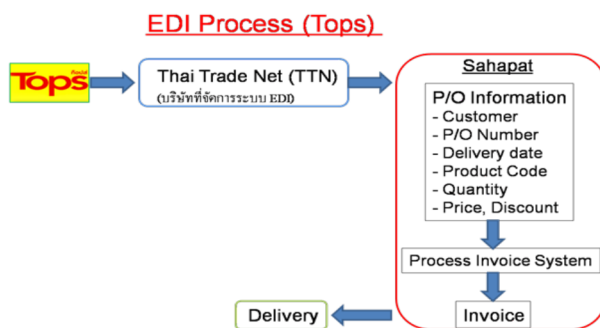 EDI Process (Tops)
Tops
Thai Trade Net (TTN)
(บริษัทที่จัดการระบบ EDI)
Sahapat
P/O Information
- Customer
- P/O Number
- Delivery date
- Product Code
- Quantity
- Price, Discount
Process Invoice System
Invoice
Delivery